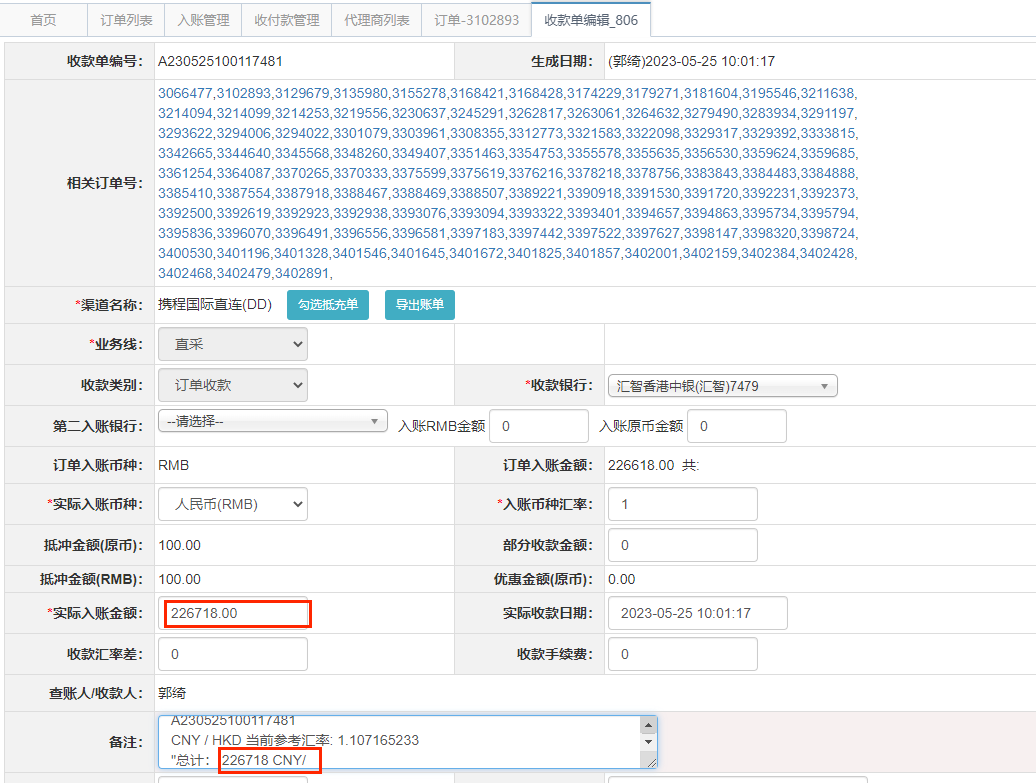 首页 订单列表 入账管理 收付款管理 代理商列表 订单-3102893 收款单编辑_806
收款单编号： A230525100117481 生成日期： (郭绮)2023-05-25 10:01:17
相关订单号：
3066477,3102893,3129679,3135980,3155278,3168421,3168428,3174229,3179271,3181604,3195546,3211638,
3214094,3214099,3214253,3219556,3230637,3245291,3262817,3263061,3264632,3279490,3283934,3291197,
3293622,3294006,3294022,3301079,3303961,3308355,3312773,3321583,3322098,3329317,3329392,3333815,
3342665,3344640,3345568,3348260,3349407,3351463,3354753,3355578,3355635,3356530,3359624,3359685,
3361254,3364087,3370265,3370333,3375599,3375619,3376216,3378218,3378756,3383843,3384483,3384888,
3385410,3387554,3387918,3388467,3388469,3388507,3389221,3390918,3391530,3391720,3392231,3392373,
3392500,3392619,3392923,3392938,3393076,3393094,3393322,3393401,3394657,3394863,3395734,3395794,
3395836,3396070,3396491,3396556,3396581,3397183,3397442,3397522,3397627,3398147,3398320,3398724,
3400530,3401196,3401328,3401546,3401645,3401672,3401825,3401857,3402001,3402159,3402384,3402428,
3402468,3402479,3402891,
*渠道名称： 携程国际直连(DD) 勾选抵充单 导出账单
*业务线： 直采
收款类别： 订单收款 *收款银行： 汇智香港中银(汇智)7479
第二入账银行： --请选择-- 入账RMB金额 0 入账原币金额 0
订单入账币种： RMB 订单入账金额： 226618.00 共:
*实际入账币种： 人民币(RMB) *入账币种汇率： 1
抵冲金额(原币)： 100.00 部分收款金额： 0
抵冲金额(RMB)： 100.00 优惠金额(原币)： 0.00
*实际入账金额： 226718.00 实际收款日期： 2023-05-25 10:01:17
收款汇率差： 0 收款手续费： 0
查账人/收款人： 郭绮
备注：
A230525100117481
CNY / HKD 当前参考汇率: 1.107165233
"总计： 226718 CNY/